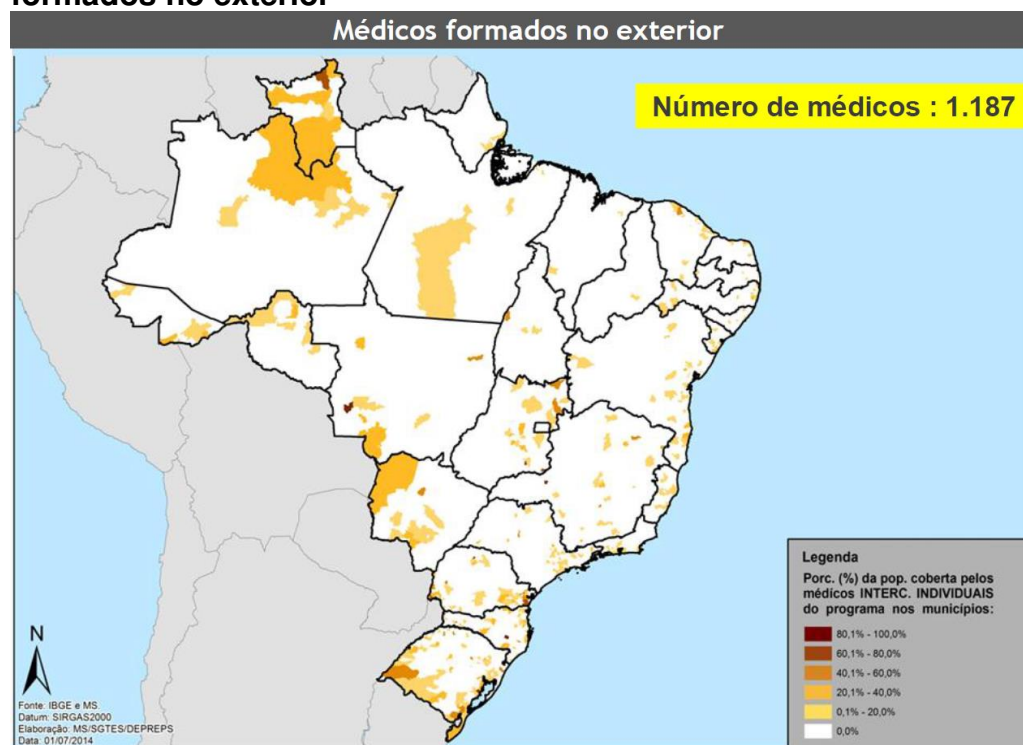 formados no exterior
Médicos formados no exterior
Número de médicos : 1.187
Legenda
Porc. (%) da pop. coberta pelos
médicos INTERC. INDIVIDUAIS
do programa nos municípios:
80,1% - 100,0%
60,1% - 80,0%
40,1% - 60,0%
20,1% - 40,0%
0,1% - 20,0%
0,0%
N
Fonte: IBGE e MS.
Datum: SIRGAS2000
Elaboração: MS/SGTES/DEPREPS
Data: 01/07/2014